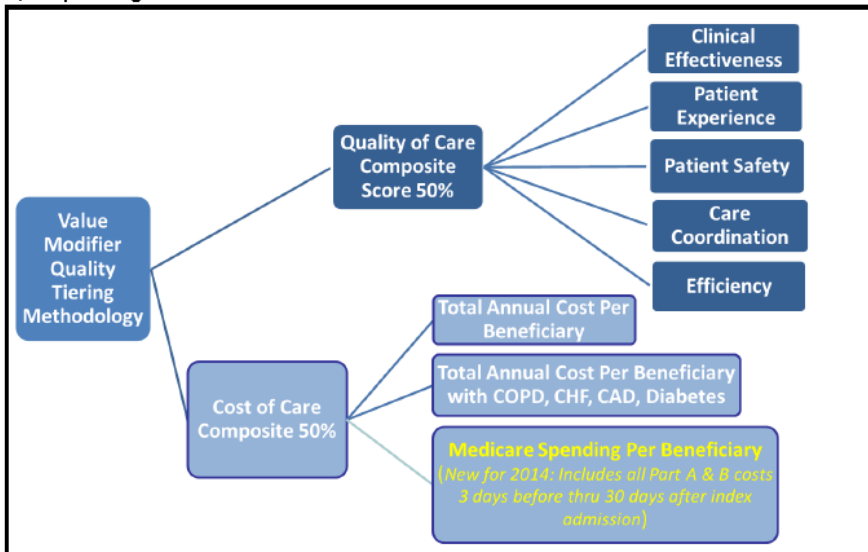 Value
Modifier
Quality
Tiering
Methodology
Quality of Care
Composite
Score 50%
Clinical
Effectiveness
Patient
Experience
Patient Safety
Care
Coordination
Efficiency
Cost of Care
Composite 50%
Total Annual Cost Per
Beneficiary
Total Annual Cost Per Beneficiary
with COPD, CHF, CAD, Diabetes
Medicare Spending Per Beneficiary
(New for 2014: Includes all Part A & B costs
3 days before thru 30 days after index
admission)